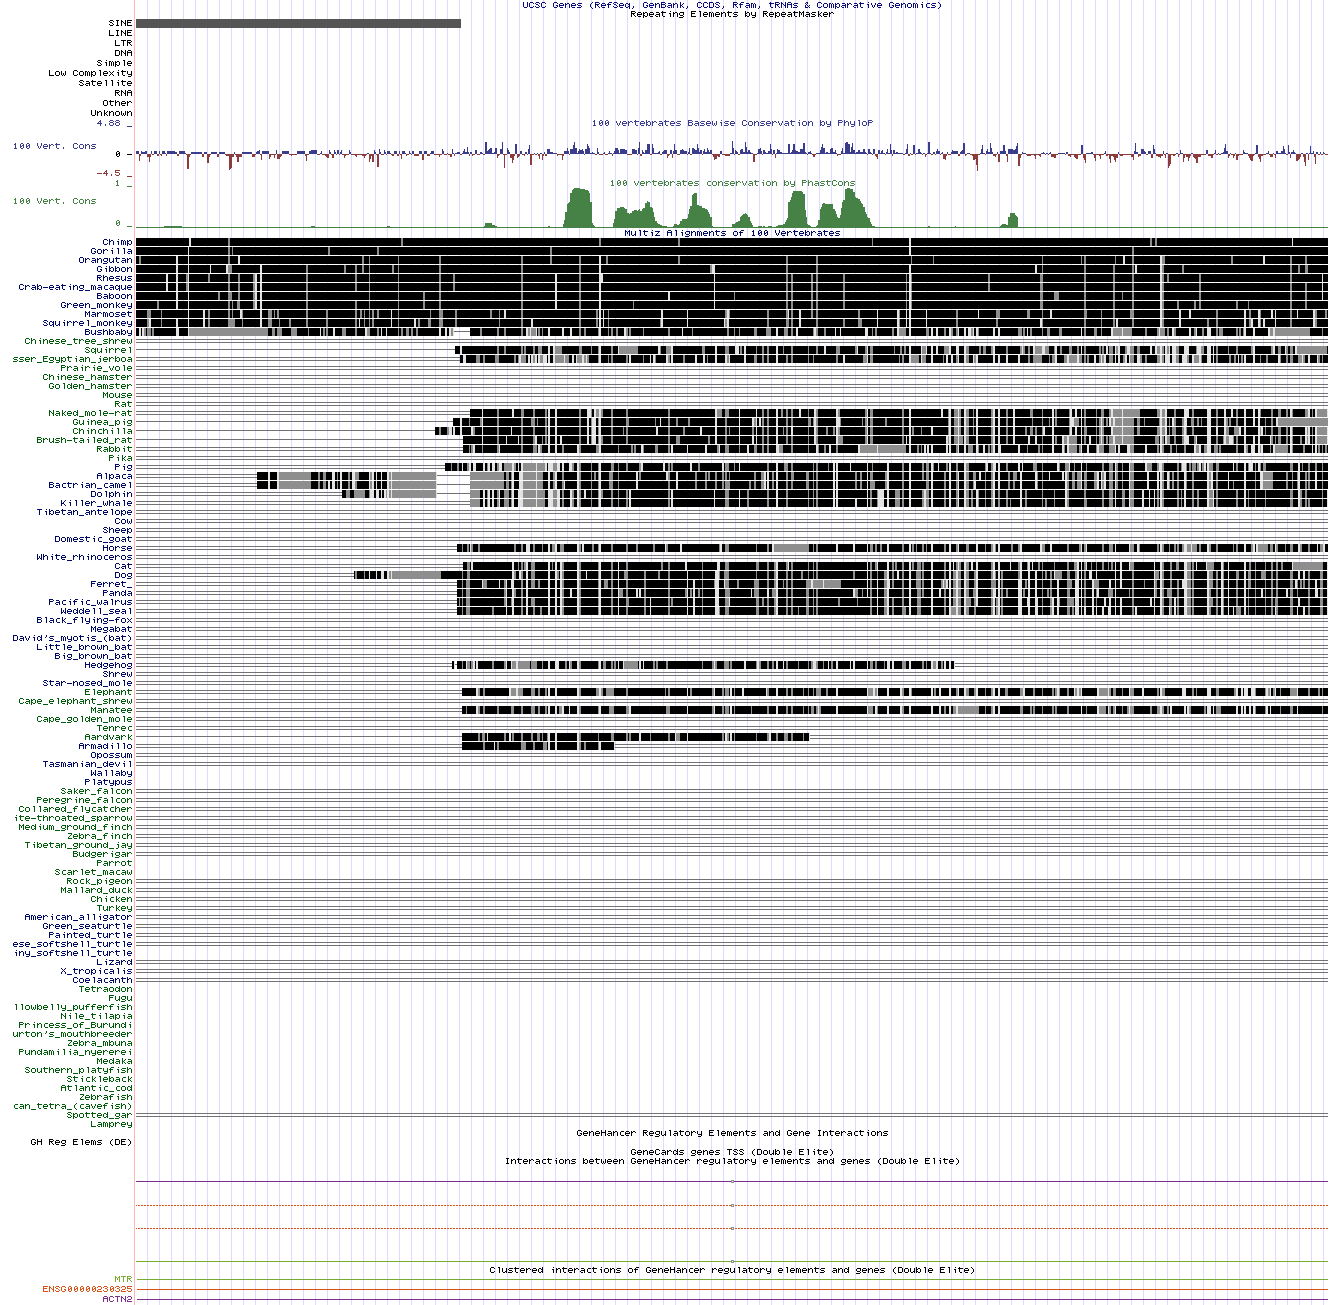 UCSC Genes (RefSeq, GenBank, CCDS, Rfam, tRNAs & Comparative Genomics)
Repeating Elements by RepeatMasker
SINE
LINE
LTR
DNA
Simple
Low Complexity
Satellite
RNA
Other
Unknown
4.88 _
100 vertebrates Basewise Conservation by PhyloP
100 Vert. Cons
0 -
-4.5 _
100 vertebrates conservation by PhastCons
1 _
100 Vert. Cons
0 _
Multiz Alignments of 100 Vertebrates
Chimp
Gorilla
Orangutan
Gibbon
Rhesus
Crab-eating_macaque
Baboon
Green_monkey
Marmoset
Squirrel_monkey
Bushbaby
Chinese_tree_shrew
Squirrel
sser_Egyptian_jerboa
Prairie_vole
Chinese_hamster
Golden_hamster
Mouse
Rat
Naked_mole-rat
Guinea_pig
Chinchilla
Brush-tailed_rat
Rabbit
Pika
Pig
Alpaca
Bactrian_camel
Dolphin
Killer_whale
Tibetan_antelope
Cow
Sheep
Domestic_goat
Horse
White_rhinoceros
Cat
Dog
Ferret_
Panda
Pacific_walrus
Weddell_seal
Black_flying-fox
Megabat
David's_myotis_(bat)
Little_brown_bat
Big_brown_bat
Hedgehog
Shrew
Star-nosed_mole
Elephant
Cape_elephant_shrew
Manatee
Cape_golden_mole
Tenrec
Aardvark
Armadillo
Opossum
Tasmanian_devil
Wallaby
Platypus
Saker_falcon
Peregrine_falcon
Collared_flycatcher
ite-throated_sparrow
Medium_ground_finch
Zebra_finch
Tibetan_ground_jay
Budgerigar
Parrot
Scarlet_macaw
Rock_pigeon
Mallard_duck
Chicken
Turkey
American_alligator
Green_seaturtle
Painted_turtle
ese_softshell_turtle
iny_softshell_turtle
Lizard
X_tropicalis
Coelacanth
Tetraodon
Fugu
llowbelly_pufferfish
Nile_tilapia
Princess_of_Burundi
urton's_mouthbreeder
Zebra_mbuna
Pundamilia_nyererei
Medaka
Southern_platyfish
Stickleback
Atlantic_cod
Zebrafish
can_tetra_(cavefish)
Spotted_gar
Lamprey
GeneHancer Regulatory Elements and Gene Interactions
GH Reg Elems (DE)
GeneCards genes TSS (Double Elite)
Interactions between GeneHancer regulatory elements and genes (Double Elite)
Clustered interactions of GeneHancer regulatory elements and genes (Double Elite)
MTR
ENSG00000230325
ACTN2